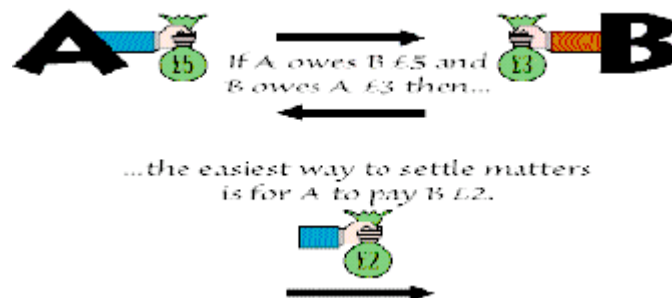 A £5 £3 B
If A owes B £5 and
B owes A £3 then...
...the easiest way to settle matters
is for A to pay B £2.
£2